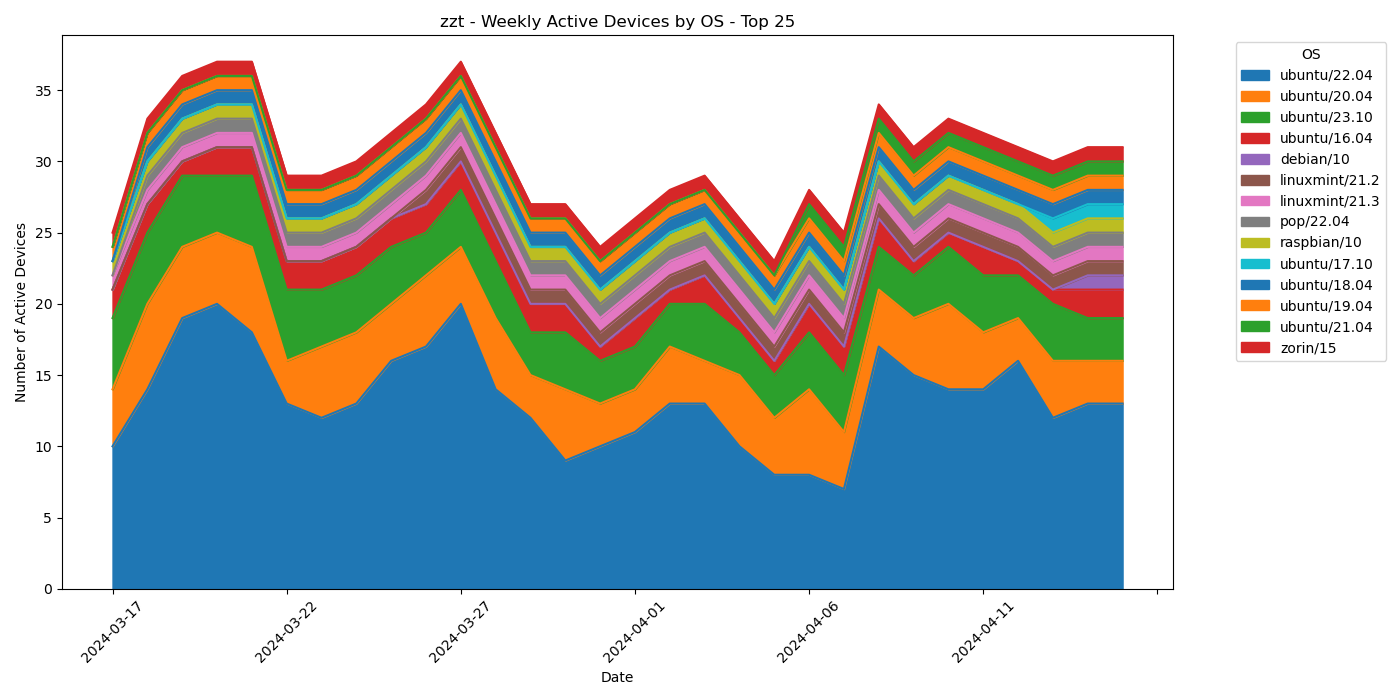 zzt - Weekly Active Devices by OS - Top 25
Number of Active Devices
35
30
25
20
15
10
5
0
2024-03-17
2024-03-22
2024-03-27
2024-04-01
2024-04-06
2024-04-11
Date
OS
ubuntu/22.04
ubuntu/20.04
ubuntu/23.10
ubuntu/16.04
debian/10
linuxmint/21.2
linuxmint/21.3
pop/22.04
raspbian/10
ubuntu/17.10
ubuntu/18.04
ubuntu/19.04
ubuntu/21.04
zorin/15